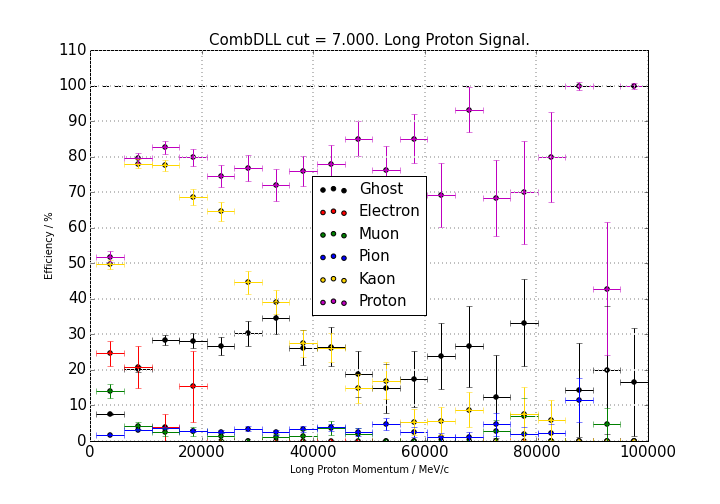 CombDLL cut = 7.000. Long Proton Signal.
110
100
90
80
70
60
50
40
30
20
10
0
Efficiency / %
Ghost
Electron
Muon
Pion
Kaon
Proton
0 20000 40000 60000 80000 100000
Long Proton Momentum / MeV/c